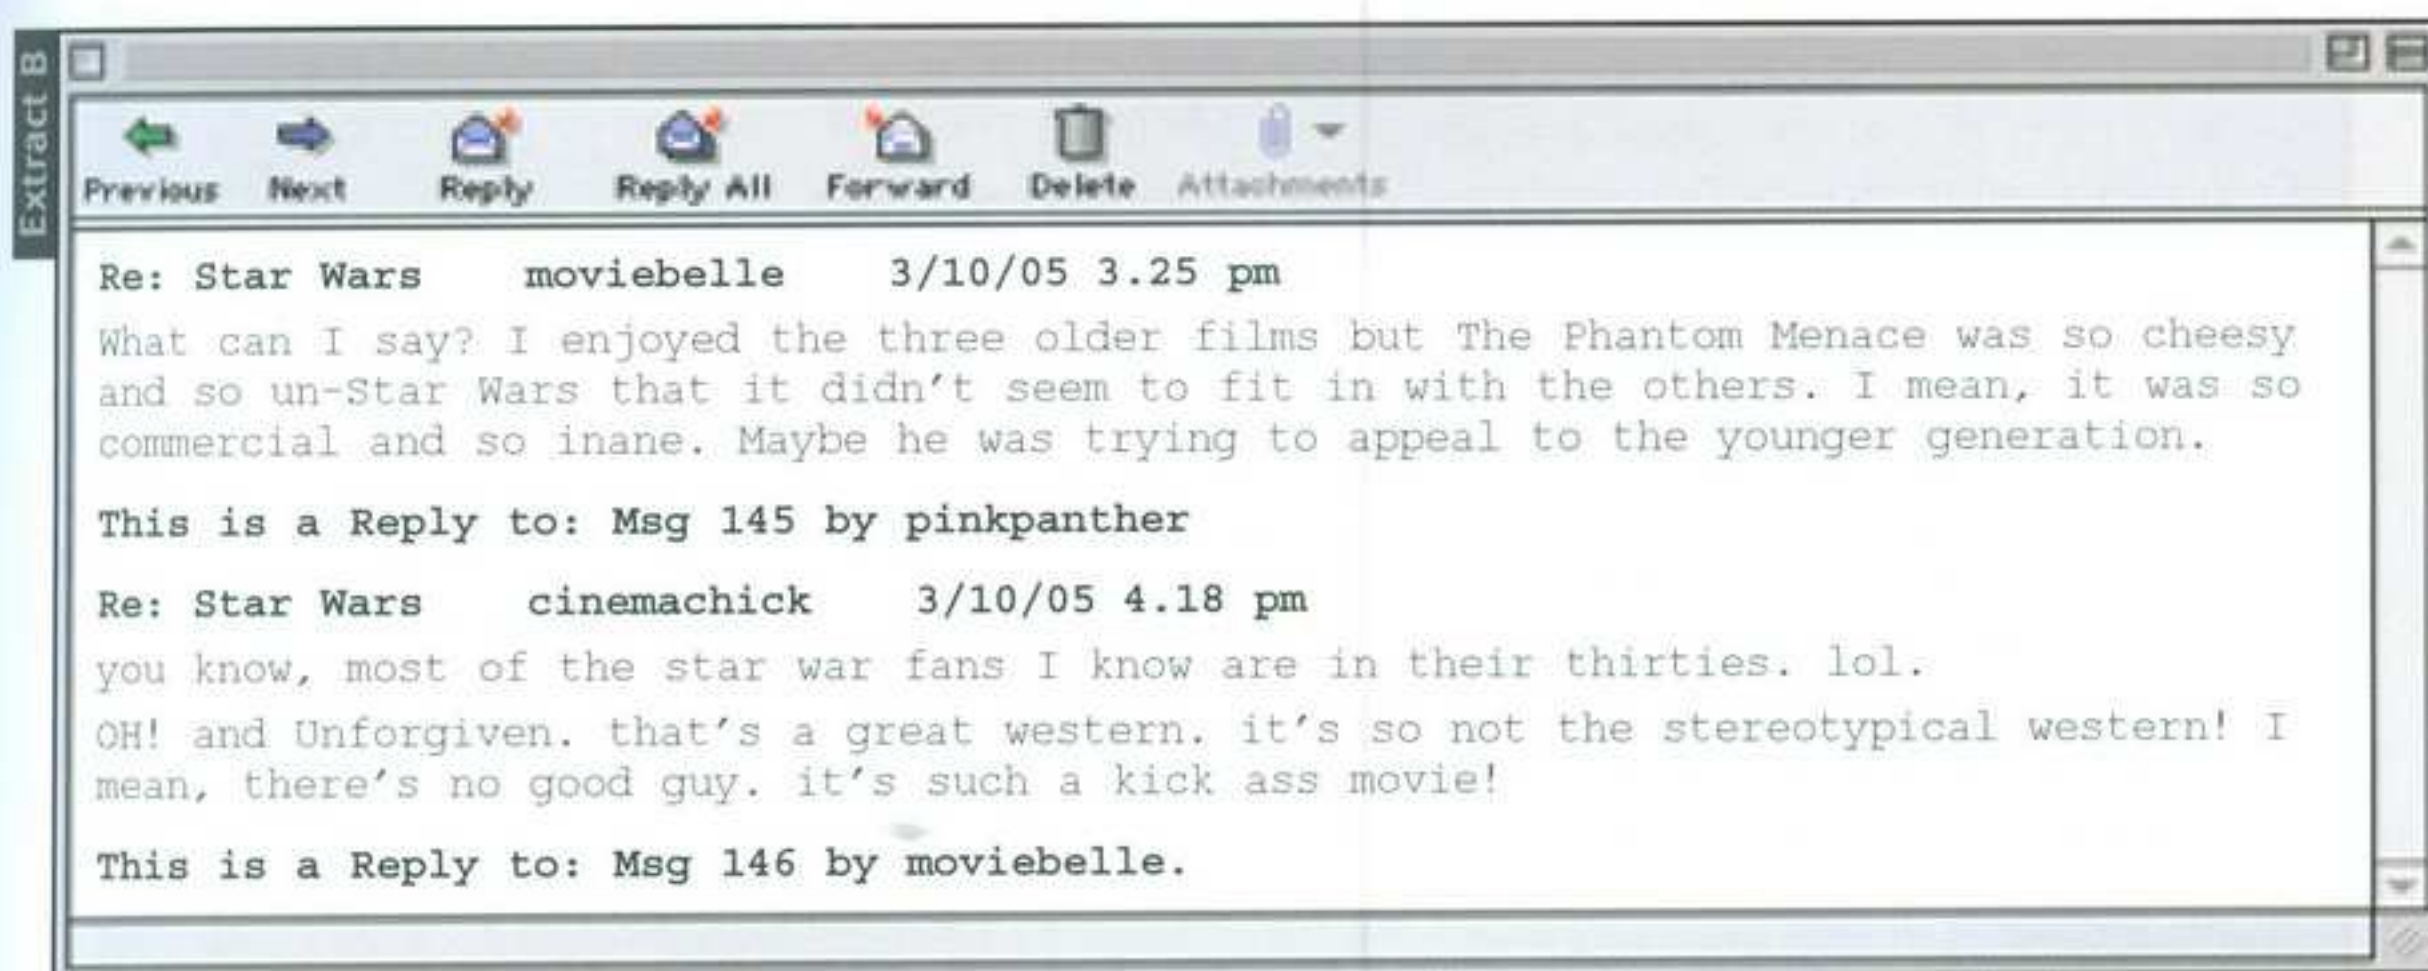 Extract B
Previous Next Reply Reply All Forward Delete Attachments
Re: Star Wars moviebelle 3/10/05 3.25 pm
What can I say? I enjoyed the three older films but The Phantom Menace was so cheesy
and so un-Star Wars that it didn't seem to fit in with the others. I mean, it was so
commercial and so inane. Maybe he was trying to appeal to the younger generation.
This is a Reply to: Msg 145 by pinkpanther
Re: Star Wars cinemachick 3/10/05 4.18 pm
you know, most of the star war fans I know are in their thirties. lol.
OH! and Unforgiven. that's a great western. it's so not the stereotypical western! I
mean, there's no good guy. it's such a kick ass movie!
This is a Reply to: Msg 146 by moviebelle.